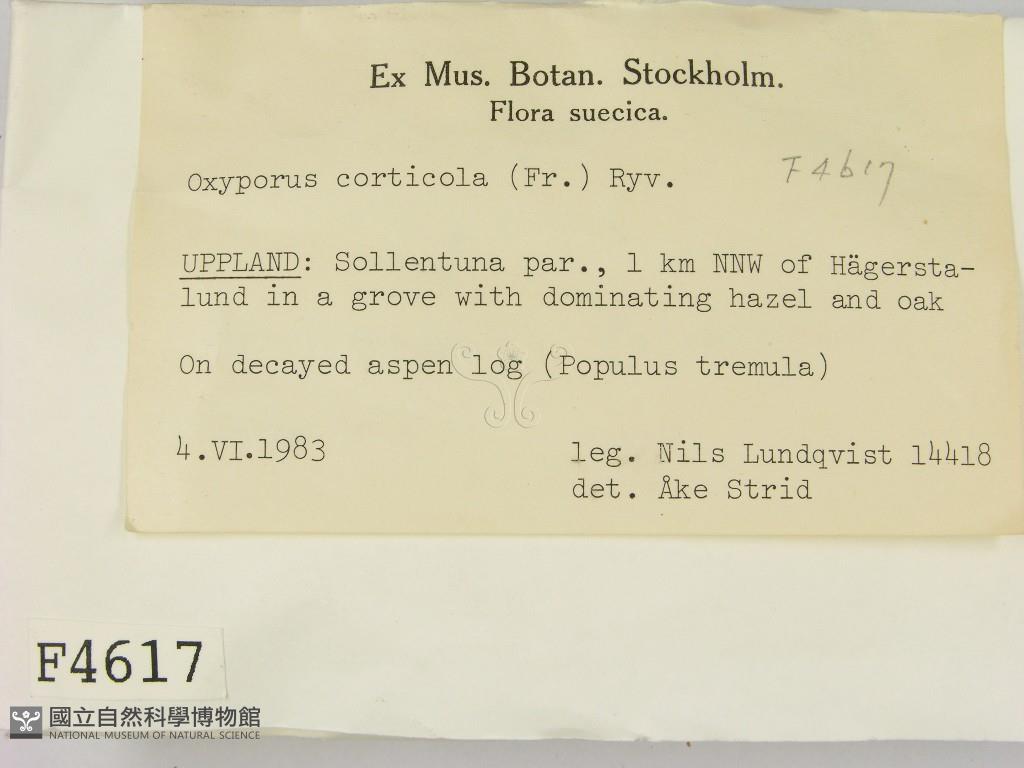 Ex Mus. Botan. Stockholm.
Flora suecica.
Oxyporus corticola (Fr.) Ryv.
F4617
UPPLAND: Sollentuna par., 1 km NNW of Hägersta-
lund in a grove with dominating hazel and oak
On decayed aspen log (Populus tremula)
4.VI.1983
leg. Nils Lundqvist 14418
det. Åke Strid
F4617
國立自然科學博物館
NATIONAL MUSEUM OF NATURAL SCIENCE